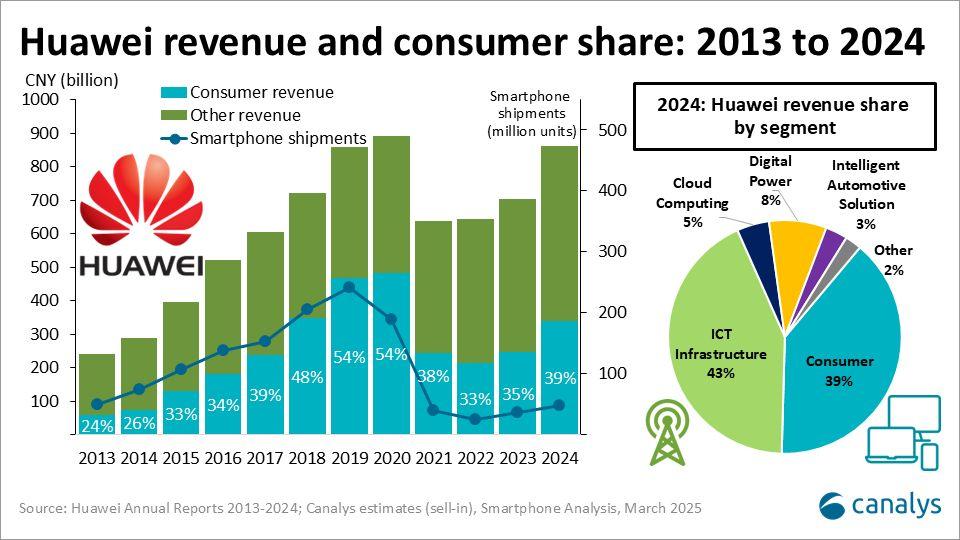 Huawei revenue and consumer share: 2013 to 2024
CNY (billion)
1000
900
800
700
600
500
400
300
200
100
Consumer revenue
Other revenue
Smartphone shipments
Smartphone
shipments
(million units)
500
400
300
200
100
HUAWEI
24%
26%
33%
34%
39%
48%
54%
54%
38%
33%
35%
39%
2013 2014 2015 2016 2017 2018 2019 2020 2021 2022 2023 2024
2024: Huawei revenue share
by segment
Cloud
Computing
5%
Digital
Power
8%
Intelligent
Automotive
Solution
3%
Other
2%
ICT
Infrastructure
43%
Consumer
39%
Source: Huawei Annual Reports 2013-2024; Canalys estimates (sell-in), Smartphone Analysis, March 2025
canalys